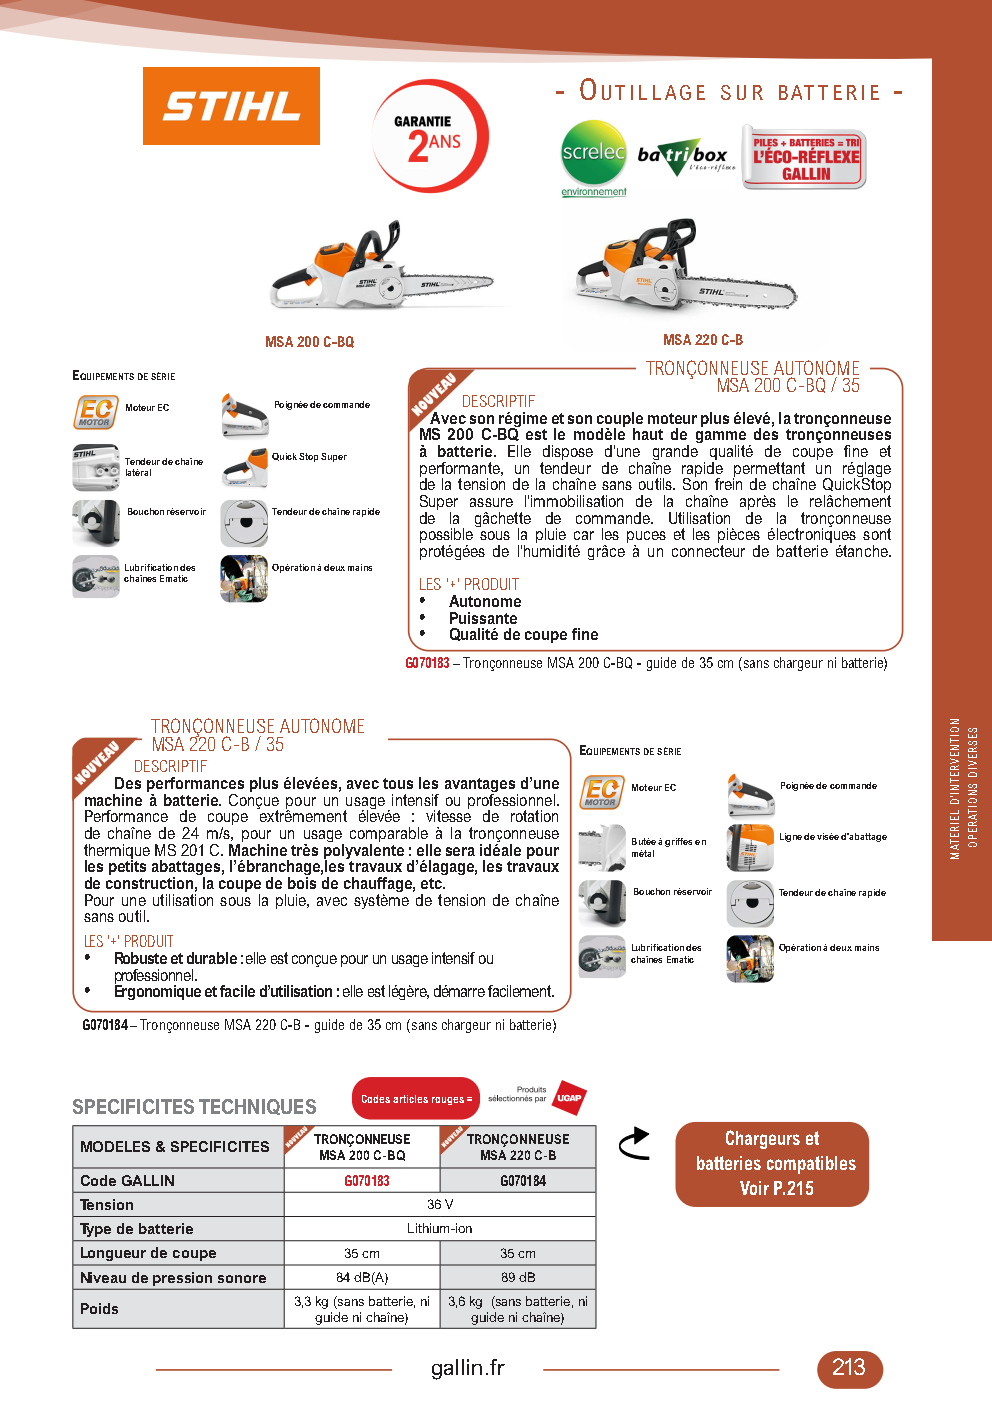 STIHL
GARANTIE
2 ANS
- OUTILLAGE SUR BATTERIE -
screlec
environnement
batribox
l'éco-réflexe
PILES + BATTERIES = TRI
L'ÉCO-RÉFLEXE
GALLIN
MSA 200 C-BQ
MSA 220 C-B
EQUIPEMENTS DE SÉRIE
EC
MOTOR
Moteur EC
Poignée de commande
Tendeur de chaîne
latéral
Quick Stop Super
Bouchon réservoir
Tendeur de chaîne rapide
Lubrification des
chaînes Ematic
Opération à deux mains
NOUVEAU
TRONÇONNEUSE AUTONOME
MSA 200 C-BQ / 35
DESCRIPTIF
Avec son régime et son couple moteur plus élevé, la tronçonneuse
MS 200 C-BQ est le modèle haut de gamme des tronçonneuses
à batterie. Elle dispose d'une grande qualité de coupe fine et
performante, un tendeur de chaîne rapide permettant un réglage
de la tension de la chaîne sans outils. Son frein de chaîne QuickStop
Super assure l'immobilisation de la chaîne après le relâchement
de la gâchette de commande. Utilisation de la tronçonneuse
possible sous la pluie car les puces et les pièces électroniques sont
protégées de l'humidité grâce à un connecteur de batterie étanche.
LES '+' PRODUIT
• Autonome
• Puissante
• Qualité de coupe fine
G070183 – Tronçonneuse MSA 200 C-BQ - guide de 35 cm (sans chargeur ni batterie)
NOUVEAU
TRONÇONNEUSE AUTONOME
MSA 220 C-B / 35
DESCRIPTIF
Des performances plus élevées, avec tous les avantages d'une
machine à batterie. Conçue pour un usage intensif ou professionnel.
Performance de coupe extrêmement élevée : vitesse de rotation
de chaîne de 24 m/s, pour un usage comparable à la tronçonneuse
thermique MS 201 C. Machine très polyvalente : elle sera idéale pour
les petits abattages, l'ébranchage,les travaux d'élagage, les travaux
de construction, la coupe de bois de chauffage, etc.
Pour une utilisation sous la pluie, avec système de tension de chaîne
sans outil.
LES '+' PRODUIT
• Robuste et durable : elle est conçue pour un usage intensif ou
professionnel.
• Ergonomique et facile d'utilisation : elle est légère, démarre facilement.
G070184 – Tronçonneuse MSA 220 C-B - guide de 35 cm (sans chargeur ni batterie)
EQUIPEMENTS DE SÉRIE
EC
MOTOR
Moteur EC
Poignée de commande
Butée à griffes en
métal
Ligne de visée d'abattage
Bouchon réservoir
Tendeur de chaîne rapide
Lubrification des
chaînes Ematic
Opération à deux mains
MATERIEL D'INTERVENTION
OPERATIONS DIVERSES
SPECIFICITES TECHNIQUES
Codes articles rouges =
Produits
sélectionnés par
UGAP
MODELES & SPECIFICITES
NOUVEAU
TRONÇONNEUSE
MSA 200 C-BQ
NOUVEAU
TRONÇONNEUSE
MSA 220 C-B
Code GALLIN G070183 G070184
Tension 36 V
Type de batterie Lithium-ion
Longueur de coupe 35 cm 35 cm
Niveau de pression sonore 84 dB(A) 89 dB
Poids
3,3 kg (sans batterie, ni
guide ni chaîne)
3,6 kg (sans batterie, ni
guide ni chaîne)
Chargeurs et
batteries compatibles
Voir P.215
gallin.fr
213